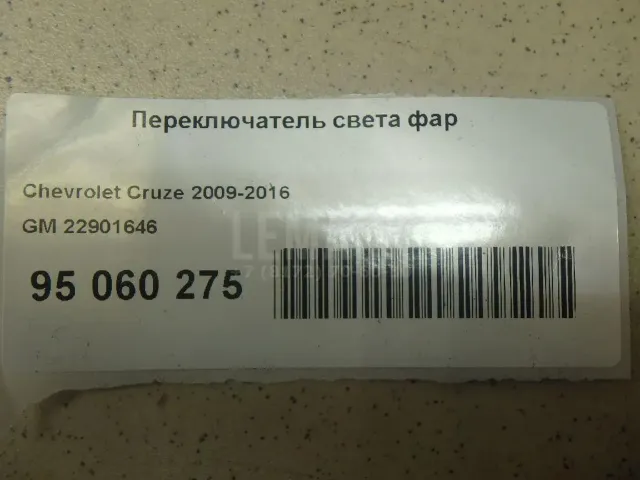 Переключатель света фар
Chevrolet Cruze 2009-2016
GM 22901646
95 060 275